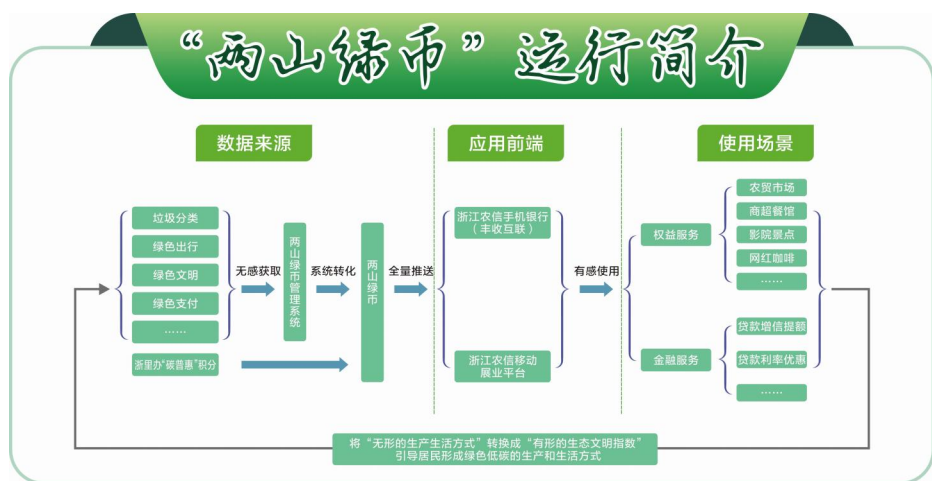 “两山绿币”运行简介
数据来源
应用前端
使用场景
垃圾分类
绿色出行
绿色文明
绿色支付
……
浙里办“碳普惠”积分
无感获取
两山绿币管理系统
系统转化
两山绿币
全量推送
浙江农信手机银行
（丰收互联）
浙江农信移动
展业平台
有感使用
权益服务
农贸市场
商超餐馆
影院景点
网红咖啡
……
金融服务
贷款增信提额
贷款利率优惠
……
将“无形的生产生活方式”转换成“有形的生态文明指数”
引导居民形成绿色低碳的生产和生活方式